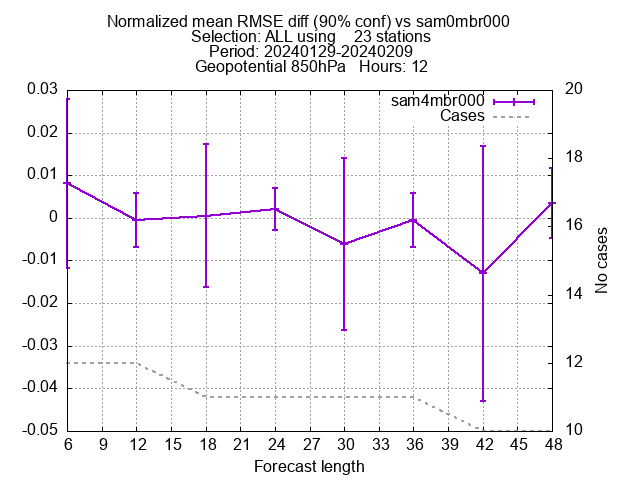 Normalized mean RMSE diff (90% conf) vs sam0mbr000
Selection: ALL using    23 stations
Period: 20240129-20240209
Geopotential 850hPa   Hours: 12
sam4mbr000
Cases
0.03
0.02
0.01
0
-0.01
-0.02
-0.03
-0.04
-0.05
20
18
16
14
12
10
No cases
6 9 12 15 18 21 24 27 30 33 36 39 42 45 48
Forecast length